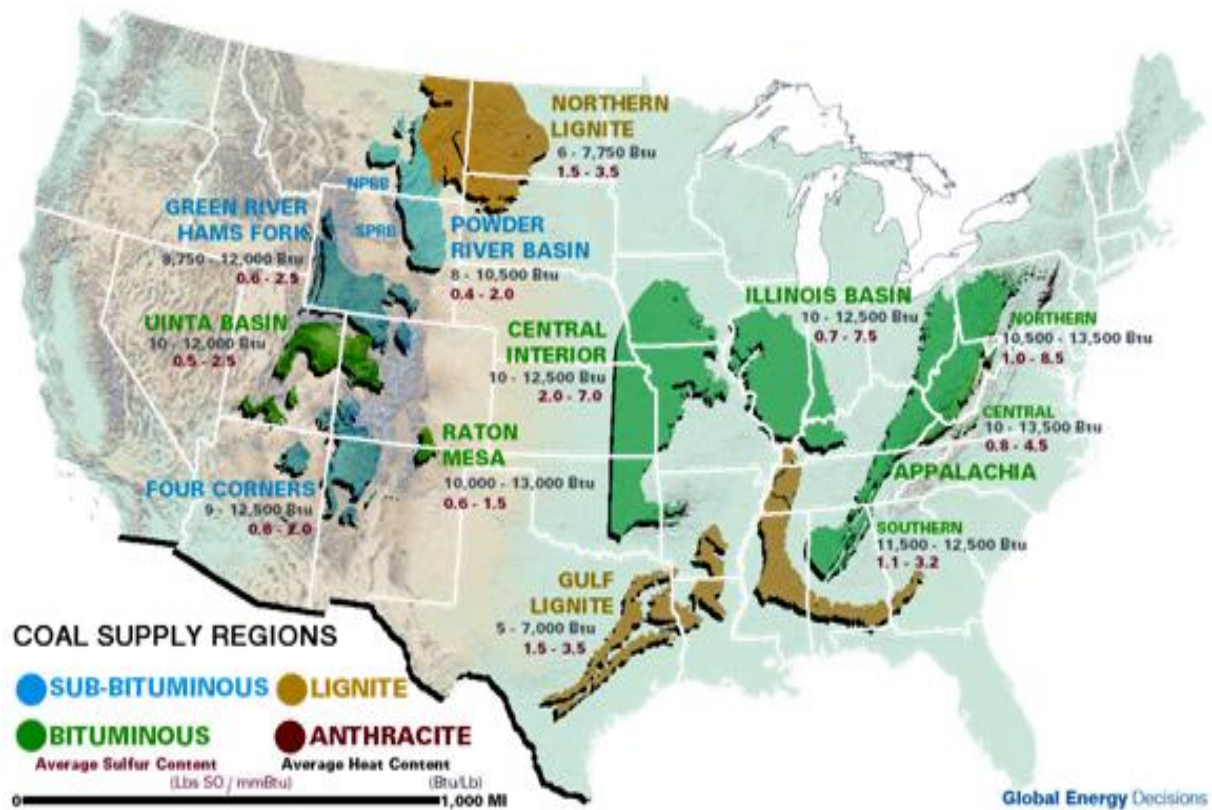 NORTHERN
LIGNITE
6 - 7,750 Btu
1.5 - 3.5
NPRB
GREEN RIVER
HAMS FORK
9,750 - 12,000 Btu
0.6 - 2.5
SPRB
POWDER
RIVER BASIN
8 - 10,500 Btu
0.4 - 2.0
UINTA BASIN
10 - 12,000 Btu
0.5 - 2.5
CENTRAL
INTERIOR
10 - 12,500 Btu
2.0 - 7.0
ILLINOIS BASIN
10 - 12,500 Btu
0.7 - 7.5
NORTHERN
10,500 - 13,500 Btu
1.0 - 8.5
CENTRAL
10 - 13,500 Btu
0.8 - 4.5
APPALACHIA
RATON
MESA
10,000 - 13,000 Btu
0.6 - 1.5
FOUR CORNERS
9 - 12,500 Btu
0.8 - 2.0
SOUTHERN
11,500 - 12,500 Btu
1.1 - 3.2
GULF
LIGNITE
5 - 7,000 Btu
1.5 - 3.5
COAL SUPPLY REGIONS
SUB-BITUMINOUS
LIGNITE
BITUMINOUS
ANTHRACITE
Average Sulfur Content
(Lbs SO / mmBtu)
Average Heat Content
(Btu/Lb)
0
1,000 MI
Global Energy Decisions